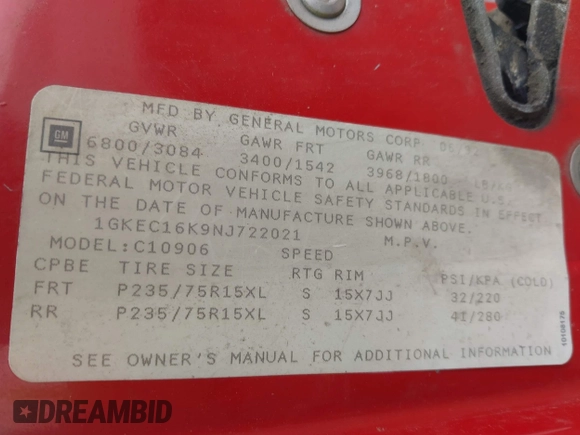 MFD BY GENERAL MOTORS CORP
GVWR GAWR FRT GAWR RR
GM
6800/3084 3400/1542 3968/1800
THIS VEHICLE CONFORMS TO ALL APPLICABLE U.S.
FEDERAL MOTOR VEHICLE SAFETY STANDARDS IN EFFECT
ON THE DATE OF MANUFACTURE SHOWN ABOVE.
1GKEC16K9NJ722021 M.P.V.
MODEL:C10906 SPEED
CPBE TIRE SIZE RTG RIM PSI/KPA (COLD)
FRT P235/75R15XL S 15X7JJ 32/220
RR P235/75R15XL S 15X7JJ 41/280
SEE OWNER'S MANUAL FOR ADDITIONAL INFORMATION
DREAMBID